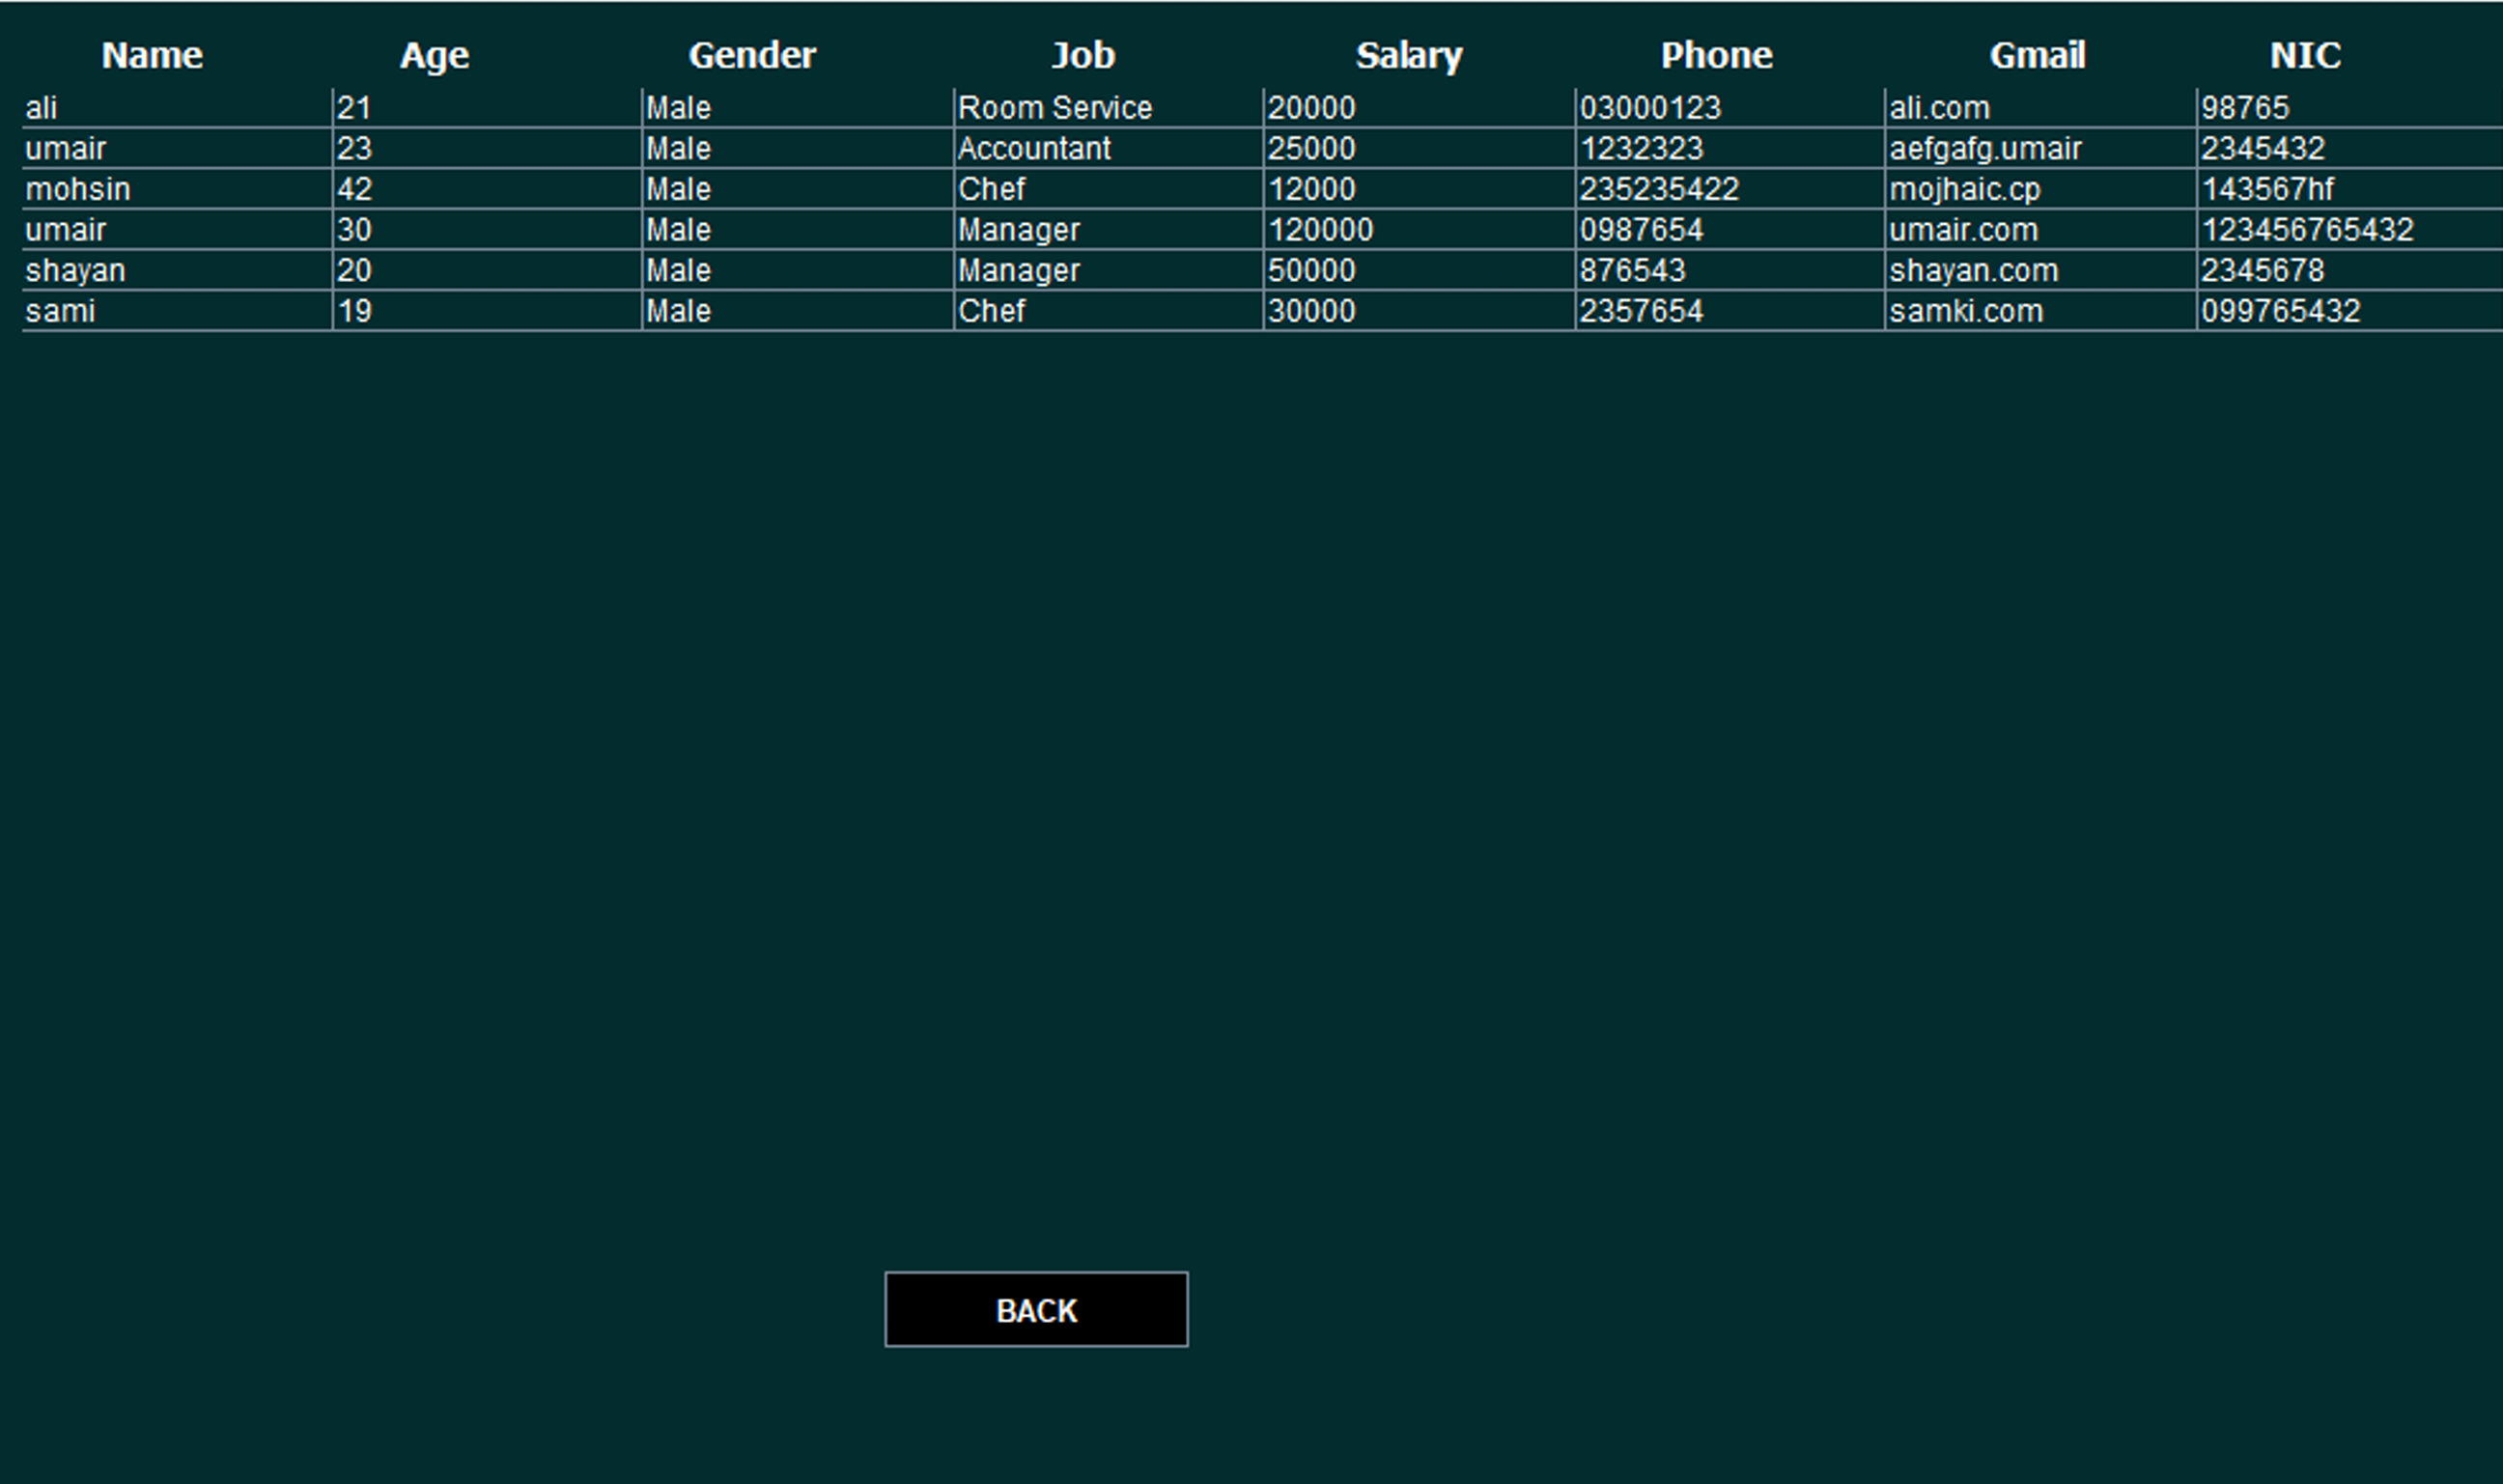 Name Age Gender Job Salary Phone Gmail NIC
ali 21 Male Room Service 20000 03000123 ali.com 98765
umair 23 Male Accountant 25000 1232323 aefgafg.umair 2345432
mohsin 42 Male Chef 12000 235235422 mojhaic.cp 143567hf
umair 30 Male Manager 120000 0987654 umair.com 123456765432
shayan 20 Male Manager 50000 876543 shayan.com 2345678
sami 19 Male Chef 30000 2357654 samki.com 099765432
BACK